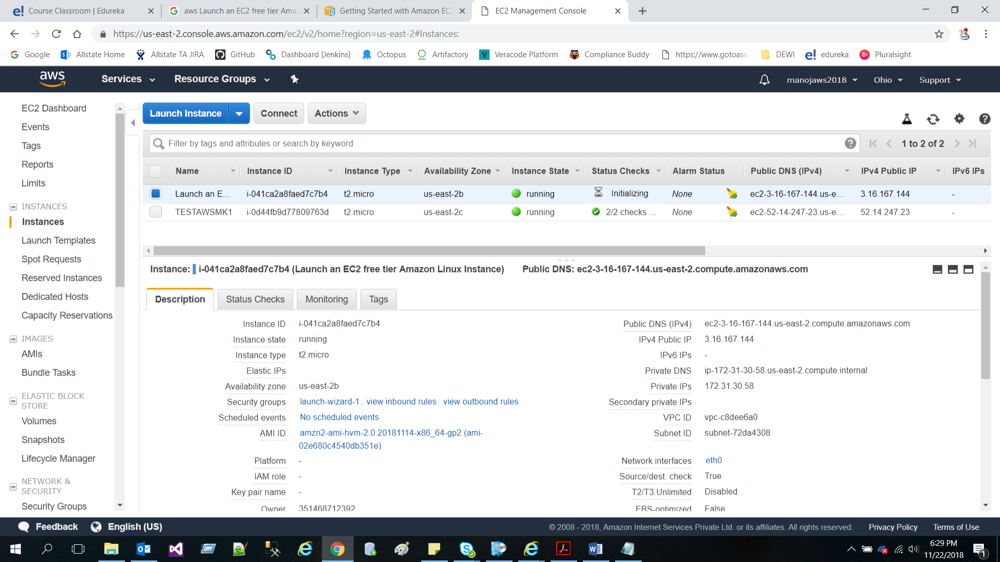 Course Classroom | Edureka
aws Launch an EC2 free tier Ama
Getting Started with Amazon EC2
EC2 Management Console
https://us-east-2.console.aws.amazon.com/ec2/v2/home?region=us-east-2#Instances:
Google
Allstate Home
Allstate TA JIRA
GitHub
Dashboard [Jenkins]
Octopus
Artifactory
Veracode Platform
Compliance Buddy
https://www.gotoassi
DEWI
edureka
Pluralsight
aws
Services
Resource Groups
manojaws2018
Ohio
Support
EC2 Dashboard
Events
Tags
Reports
Limits
INSTANCES
Instances
Launch Templates
Spot Requests
Reserved Instances
Dedicated Hosts
Capacity Reservations
IMAGES
AMIs
Bundle Tasks
ELASTIC BLOCK
STORE
Volumes
Snapshots
Lifecycle Manager
NETWORK &
SECURITY
Security Groups
Launch Instance
Connect
Actions
Filter by tags and attributes or search by keyword
1 to 2 of 2
Name Instance ID Instance Type Availability Zone Instance State Status Checks Alarm Status Public DNS (IPv4) IPv4 Public IP IPv6 IPs
Launch an E... i-041ca2a8faed7c7b4 t2.micro us-east-2b running Initializing None ec2-3-16-167-144.us-e... 3.16.167.144 -
TESTAWSMK1 i-0d44fb9d77809763d t2.micro us-east-2c running 2/2 checks ... None ec2-52-14-247-23.us-e... 52.14.247.23 -
Instance: i-041ca2a8faed7c7b4 (Launch an EC2 free tier Amazon Linux Instance) Public DNS: ec2-3-16-167-144.us-east-2.compute.amazonaws.com
Description
Status Checks
Monitoring
Tags
Instance ID i-041ca2a8faed7c7b4
Instance state running
Instance type t2.micro
Elastic IPs
Availability zone us-east-2b
Security groups launch-wizard-1. view inbound rules. view outbound rules
Scheduled events No scheduled events
AMI ID amzn2-ami-hvm-2.0.20181114-x86_64-gp2 (ami-
02e680c4540db351e)
Platform -
IAM role -
Key pair name -
Owner 351468712392
Public DNS (IPv4) ec2-3-16-167-144.us-east-2.compute.amazonaws.com
IPv4 Public IP 3.16.167.144
IPv6 IPs -
Private DNS ip-172-31-30-58.us-east-2.compute.internal
Private IPs 172.31.30.58
Secondary private IPs
VPC ID vpc-c8dee6a0
Subnet ID subnet-72da4308
Network interfaces eth0
Source/dest. check True
T2/T3 Unlimited Disabled
EBS-optimized False
Feedback
English (US)
© 2008 - 2018, Amazon Internet Services Private Ltd. or its affiliates. All rights reserved.
Privacy Policy
Terms of Use
6:29 PM
11/22/2018
1